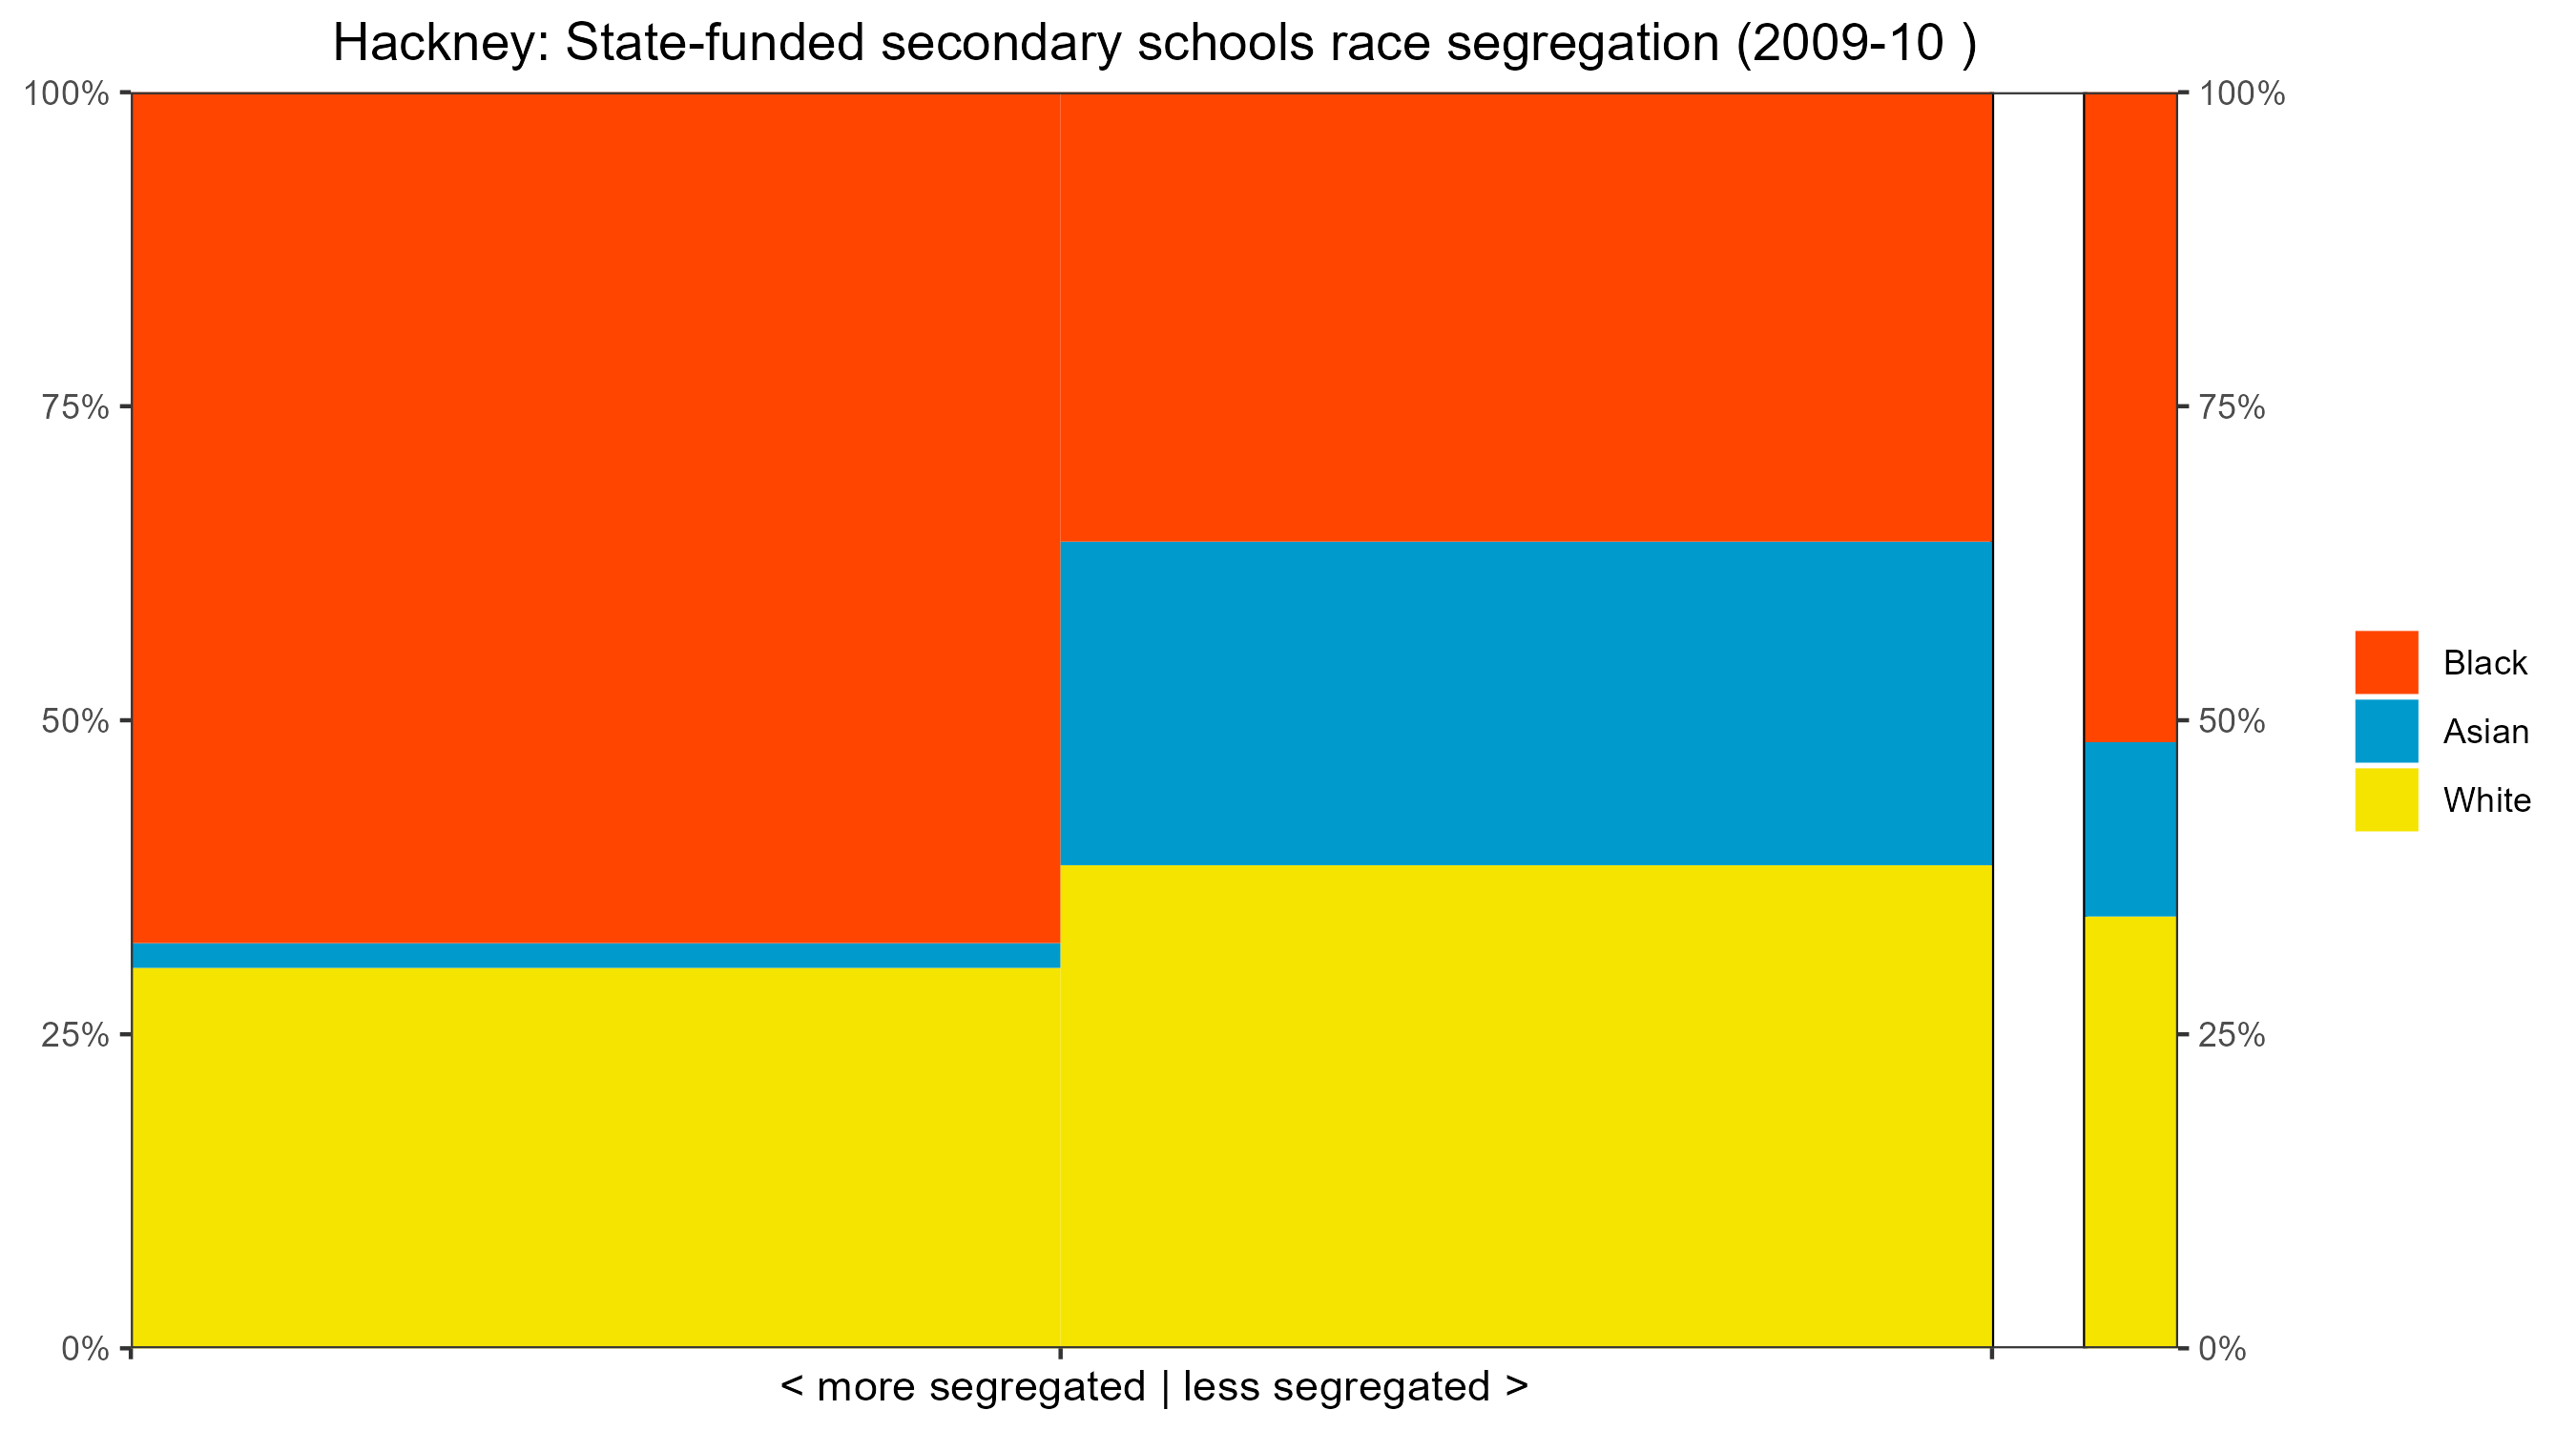 Hackney: State-funded secondary schools race segregation (2009-10 )
100%
75%
50%
25%
0%
100%
75%
50%
25%
0%
Black
Asian
White
< more segregated | less segregated >